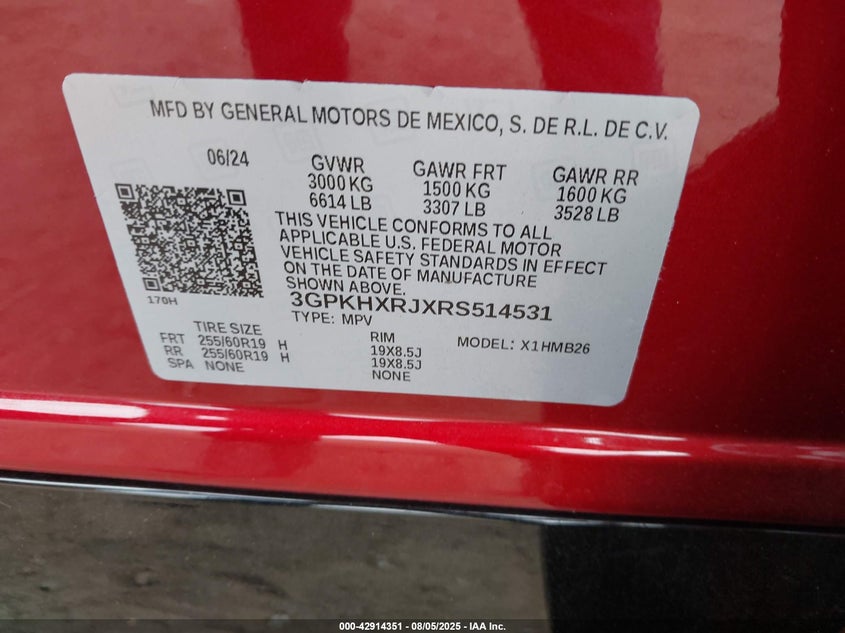 MFD BY GENERAL MOTORS DE MEXICO, S. DE R.L. DE C.V.
06/24 GVWR GAWR FRT GAWR RR
3000 KG 1500 KG 1600 KG
6614 LB 3307 LB 3528 LB
THIS VEHICLE CONFORMS TO ALL
APPLICABLE U.S. FEDERAL MOTOR
VEHICLE SAFETY STANDARDS IN EFFECT
ON THE DATE OF MANUFACTURE
SHOWN ABOVE.
170H
3GPKHXRJXRS514531
TYPE: MPV
TIRE SIZE RIM MODEL: X1HMB26
FRT 255/60R19 H 19X8.5J
RR 255/60R19 H 19X8.5J
SPA NONE NONE
000-42914351 - 08/05/2025 - IAA Inc.